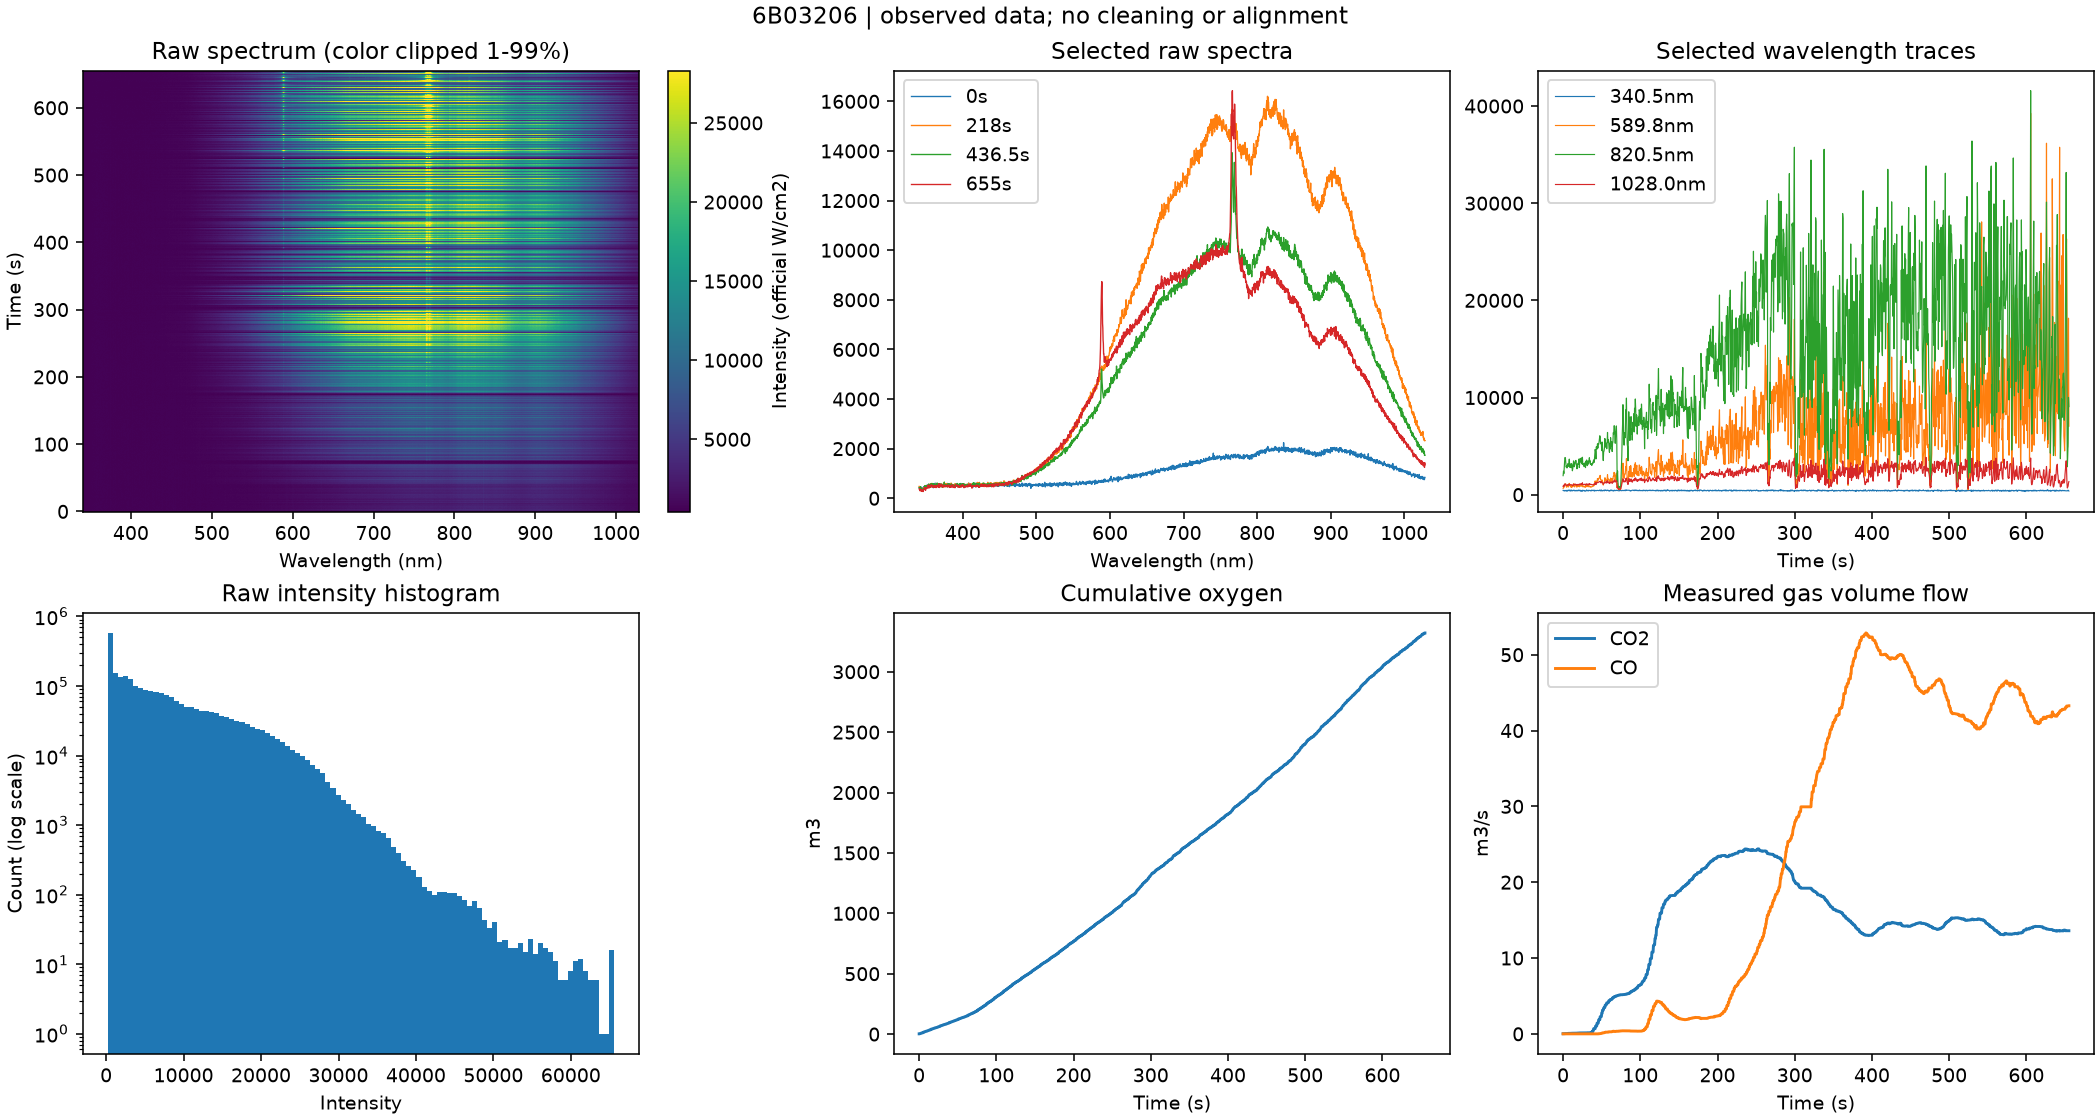 6B03206 | observed data; no cleaning or alignment
Raw spectrum (color clipped 1-99%)
600
500
400
300
200
100
0
Time (s)
400 500 600 700 800 900 1000
Wavelength (nm)
25000
20000
15000
10000
5000
Intensity (official W/cm2)
Selected raw spectra
0s
218s
436.5s
655s
16000
14000
12000
10000
8000
6000
4000
2000
0
400 500 600 700 800 900 1000
Wavelength (nm)
Selected wavelength traces
340.5nm
589.8nm
820.5nm
1028.0nm
40000
30000
20000
10000
0
0 100 200 300 400 500 600
Time (s)
Raw intensity histogram
10^6
10^5
10^4
10^3
10^2
10^1
10^0
Count (log scale)
0 10000 20000 30000 40000 50000 60000
Intensity
Cumulative oxygen
3000
2500
2000
1500
1000
500
0
m3
0 100 200 300 400 500 600
Time (s)
Measured gas volume flow
CO2
CO
50
40
30
20
10
0
m3/s
0 100 200 300 400 500 600
Time (s)